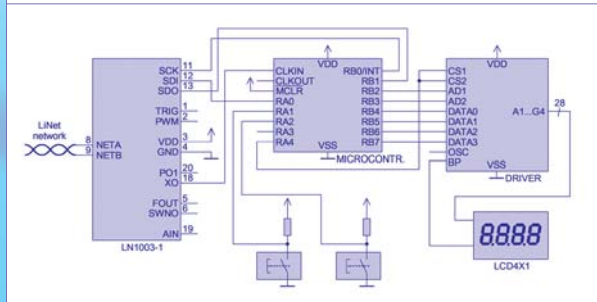 LiNet
network
8 NETA
9 NETB
SCK 11
SDI 12
SDO 13
TRIG 1
PWM 2
VDD 3
GND 4
PO1 20
XO 18
FOUT 5
SWNO 6
AIN 19
LN1003-1
VDD
CLKIN
CLKOUT
MCLR
RA0
RA1
RA2
RA3
RA4
RB0/INT
RB1
RB2
RB3
RB4
RB5
RB6
RB7
VSS
MICROCONTR.
VDD
CS1
CS2
AD1
AD2
DATA0
DATA1
DATA2
DATA3
OSC
BP
A1...G4
28
VSS
DRIVER
8.8.8.8
LCD4X1